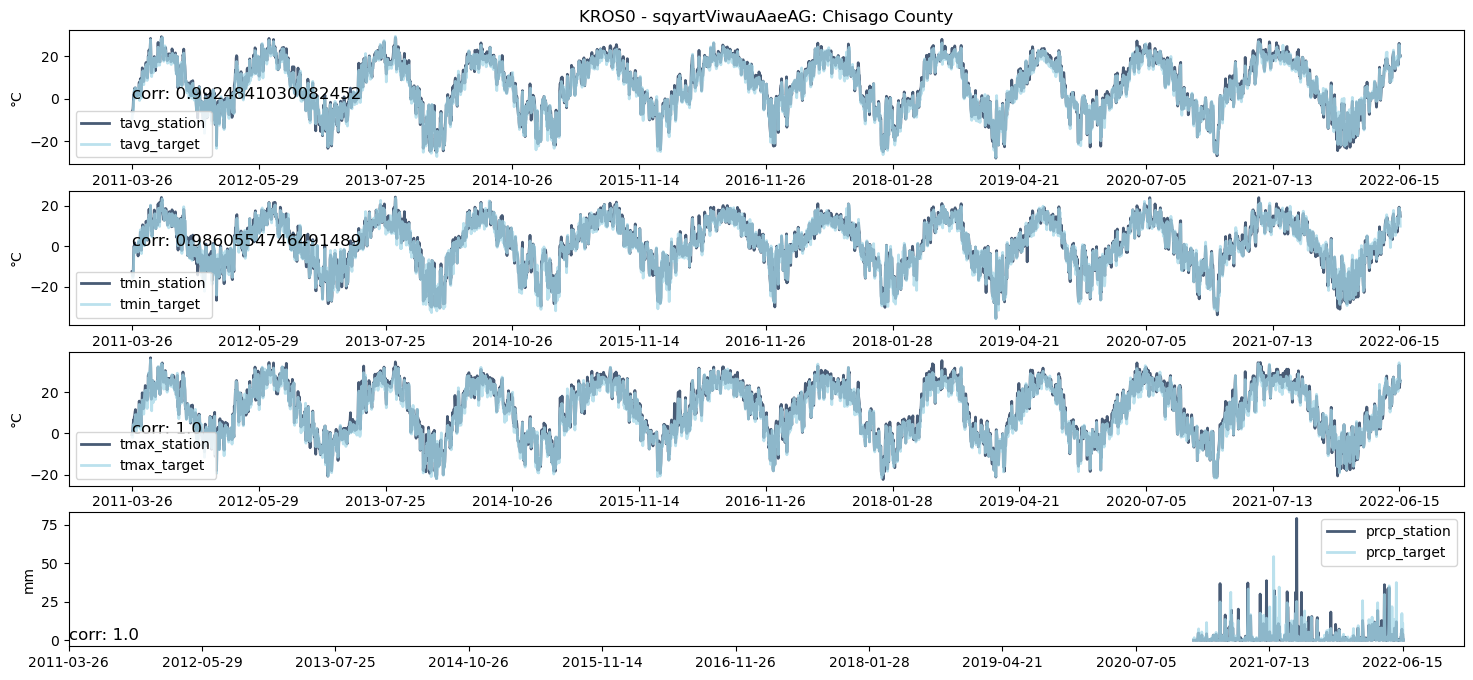 KROS0 - sqyartViwauAaeAG: Chisago County
20
0
−20
°C
corr: 0.9924841030082452
tavg_station
tavg_target
2011-03-26 2012-05-29 2013-07-25 2014-10-26 2015-11-14 2016-11-26 2018-01-28 2019-04-21 2020-07-05 2021-07-13 2022-06-15
20
0
−20
°C
corr: 0.9860554746491489
tmin_station
tmin_target
2011-03-26 2012-05-29 2013-07-25 2014-10-26 2015-11-14 2016-11-26 2018-01-28 2019-04-21 2020-07-05 2021-07-13 2022-06-15
20
0
−20
°C
corr: 1.0
tmax_station
tmax_target
2011-03-26 2012-05-29 2013-07-25 2014-10-26 2015-11-14 2016-11-26 2018-01-28 2019-04-21 2020-07-05 2021-07-13 2022-06-15
75
50
25
0
mm
corr: 1.0
prcp_station
prcp_target
2011-03-26 2012-05-29 2013-07-25 2014-10-26 2015-11-14 2016-11-26 2018-01-28 2019-04-21 2020-07-05 2021-07-13 2022-06-15